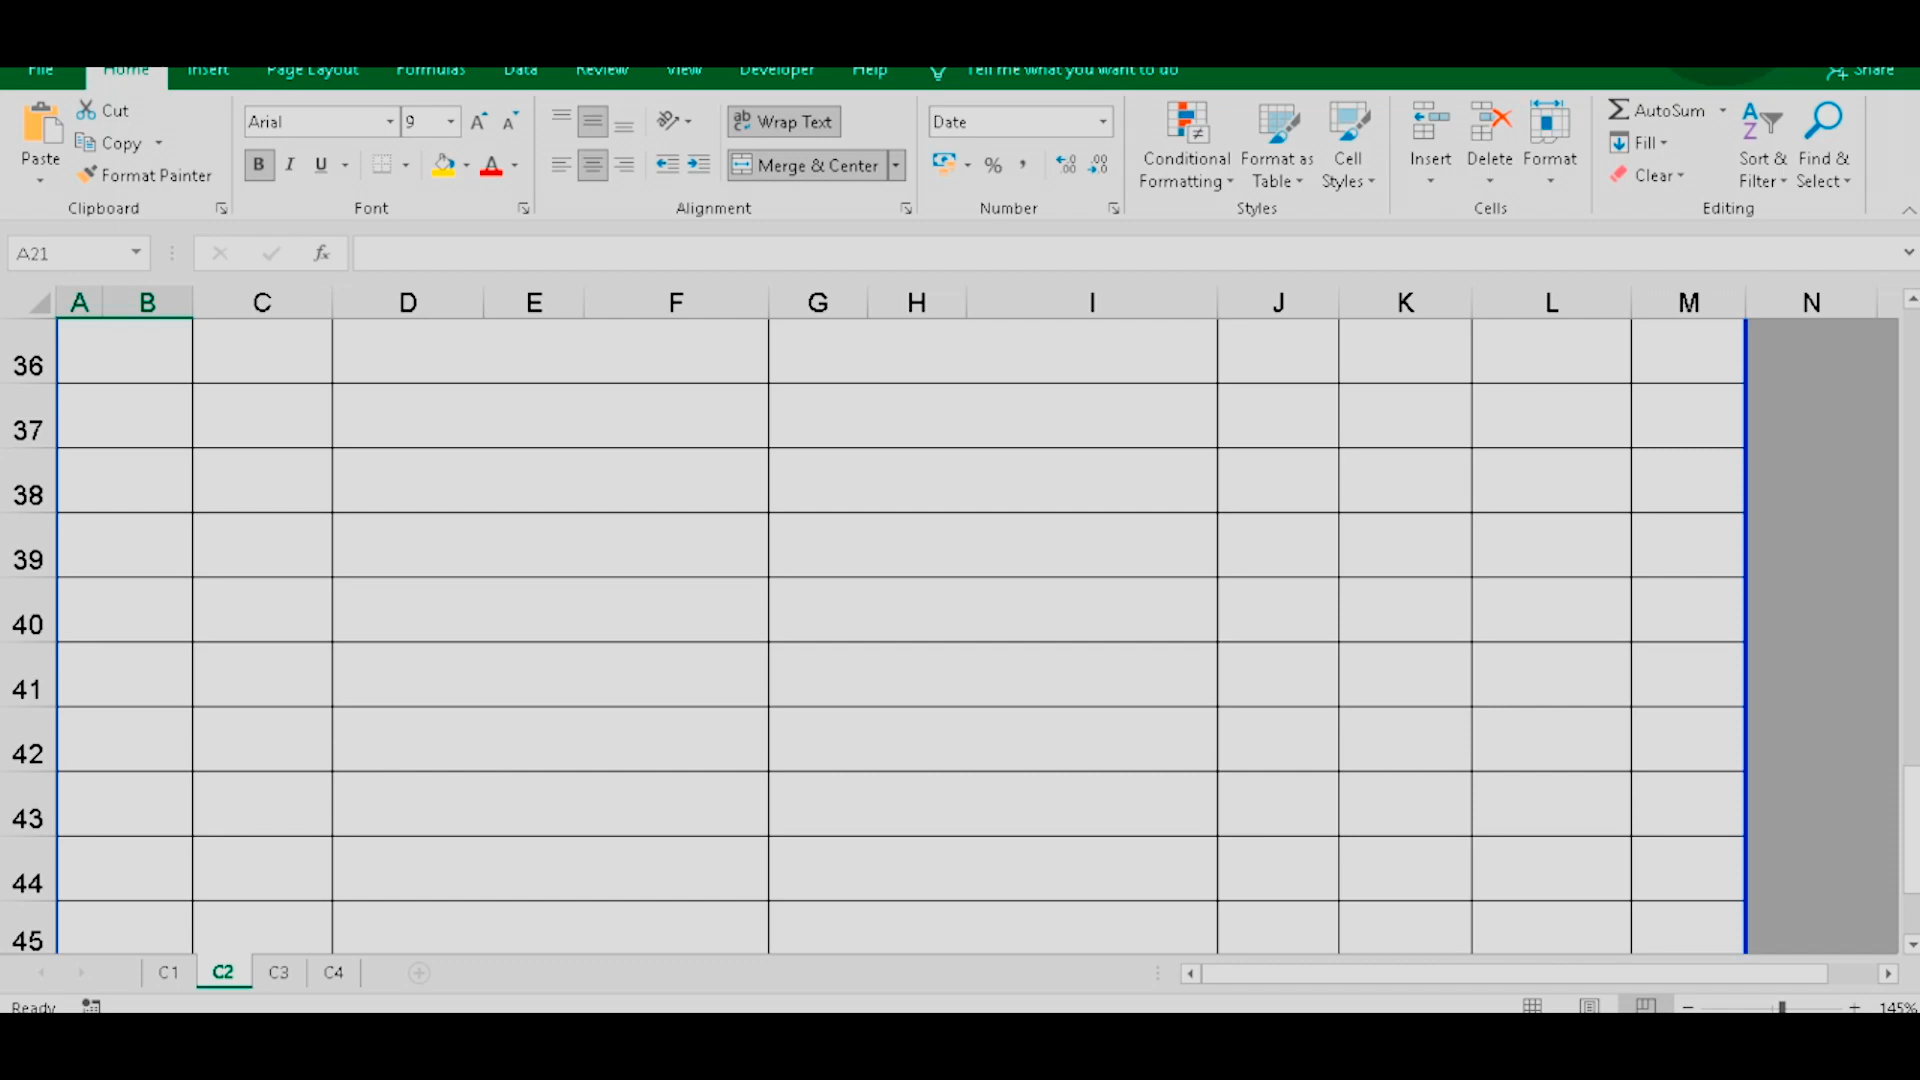 File Home Insert Page Layout Formulas Data Review View Developer Help Tell me what you want to do Share
Paste
Cut
Copy
Format Painter
Clipboard
Arial 9
B I U
Font
Wrap Text
Merge & Center
Alignment
Date
%
Number
Conditional Formatting
Format as Table
Cell Styles
Styles
Insert
Delete
Format
Cells
AutoSum
Fill
Clear
Sort & Filter
Find & Select
Editing
A21
fx
A B C D E F G H I J K L M N
36
37
38
39
40
41
42
43
44
45
C1 C2 C3 C4
Ready
145%